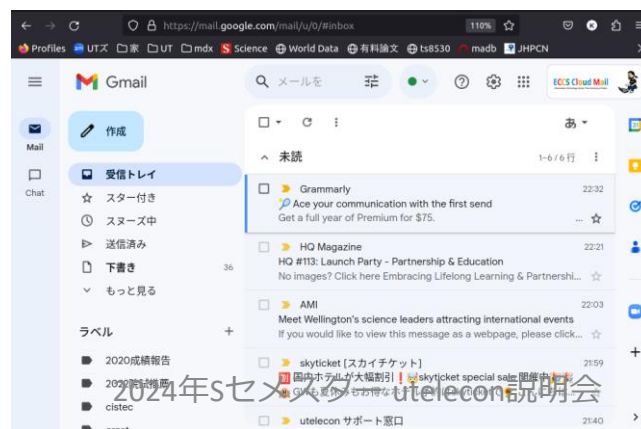 https://mail.google.com/mail/u/0/#inbox
110%
Profiles
UTズ
家
UT
mdx
Science
World Data
有料論文
ts8530
madb
JHPCN
Gmail
メールを
ECCS Cloud Mail
作成
あ
Mail
未読
1–6 / 6 行
Chat
受信トレイ
スター付き
スヌーズ中
送信済み
下書き 36
もっと見る
ラベル
2020成績報告
cistec
Grammarly 22:32
Ace your communication with the first send
Get a full year of Premium for $75. ...
HQ Magazine 22:21
HQ #113: Launch Party - Partnership & Education
No images? Click here Embracing Lifelong Learning & Partnershi...
AMI 22:03
Meet Wellington's science leaders attracting international events
If you would like to view this message as a webpage, please click...
skyticket [スカイチケット] 21:59
国内ホテルが大幅割引！skyticket special sale 開催中
utelecon サポート窓口 21:40
2024年Sセメスター utelecon説明会